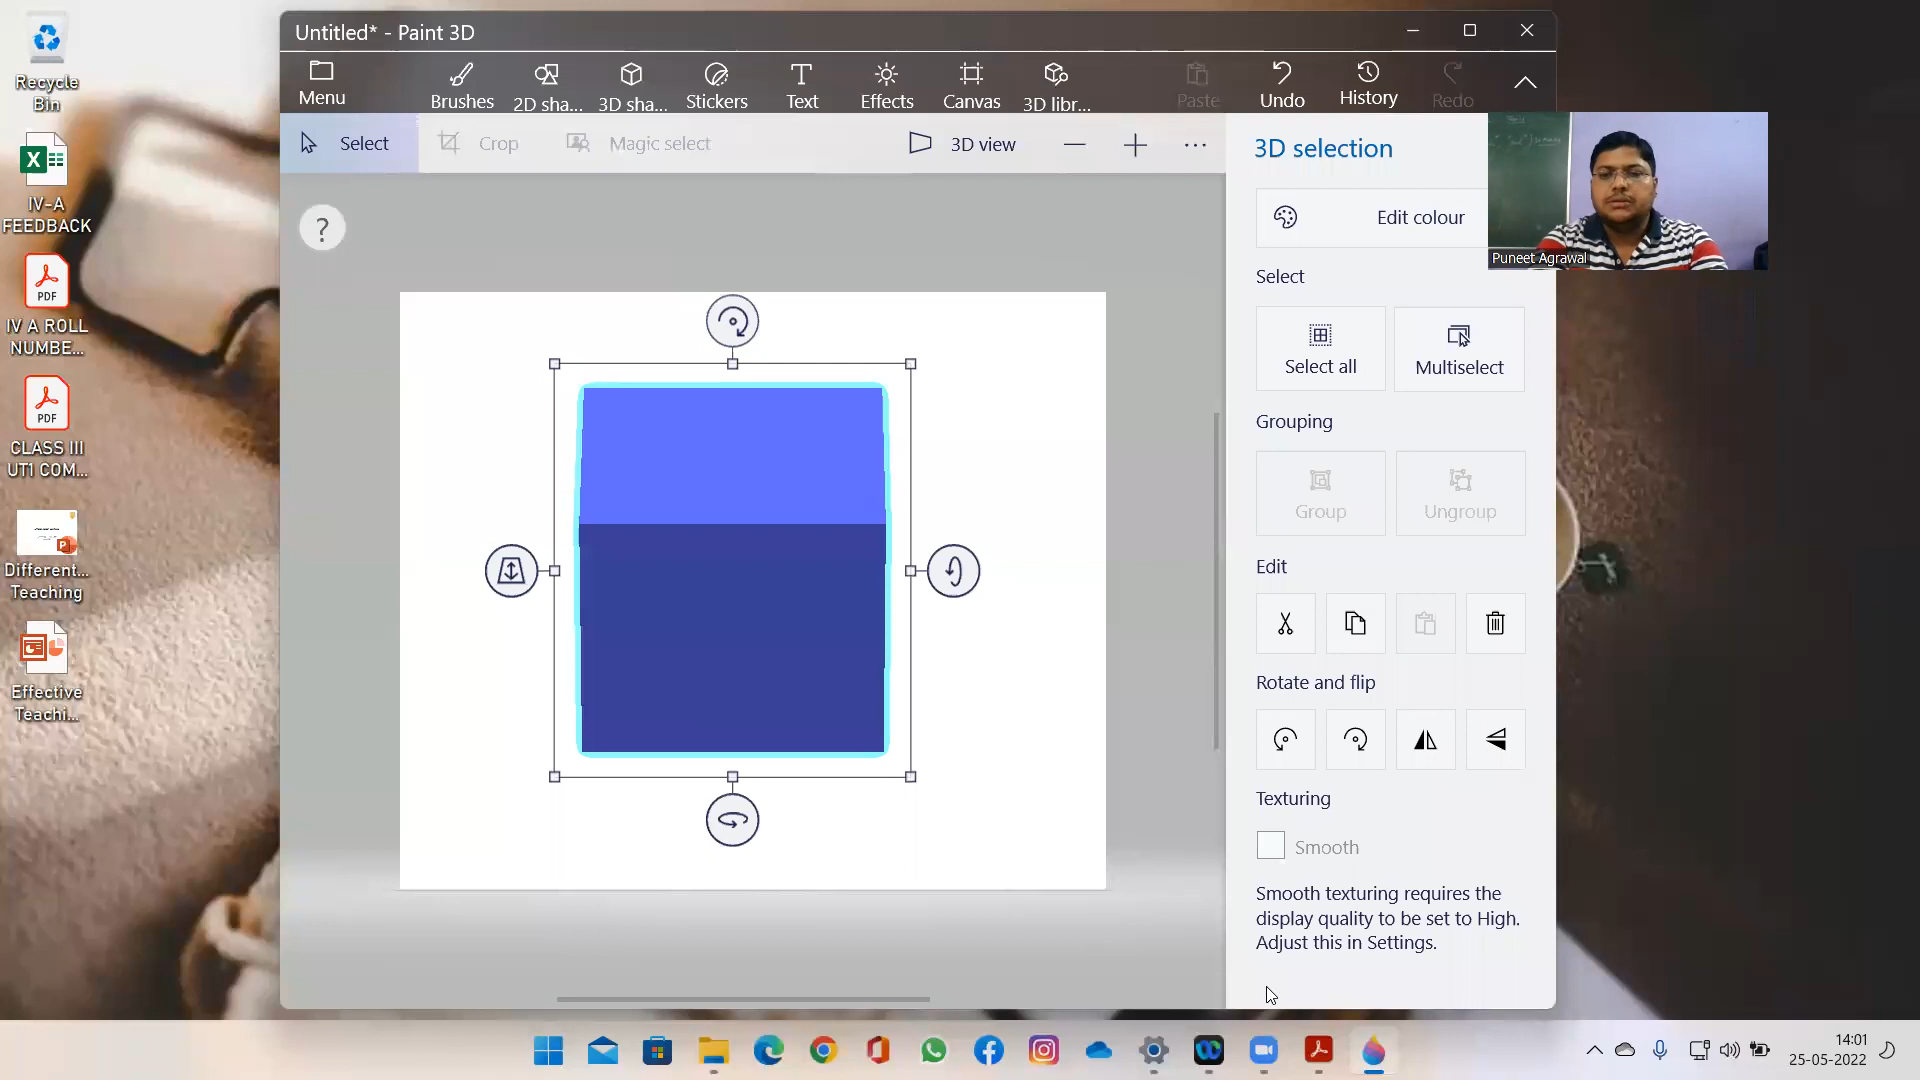 Recycle
Bin
IV-A
FEEDBACK
PDF
IV A ROLL
NUMBE...
PDF
CLASS III
UT1 COM...
Different...
Teaching
Effective
Teachi...
Untitled* - Paint 3D
Menu
Brushes
2D sha...
3D sha...
Stickers
Text
Effects
Canvas
3D libr...
Paste
Undo
History
Redo
Select
Crop
Magic select
3D view
?
3D selection
Edit colour
Puneet Agrawal
Select
Select all
Multiselect
Grouping
Group
Ungroup
Edit
Rotate and flip
Texturing
Smooth
Smooth texturing requires the
display quality to be set to High.
Adjust this in Settings.
14:01
25-05-2022